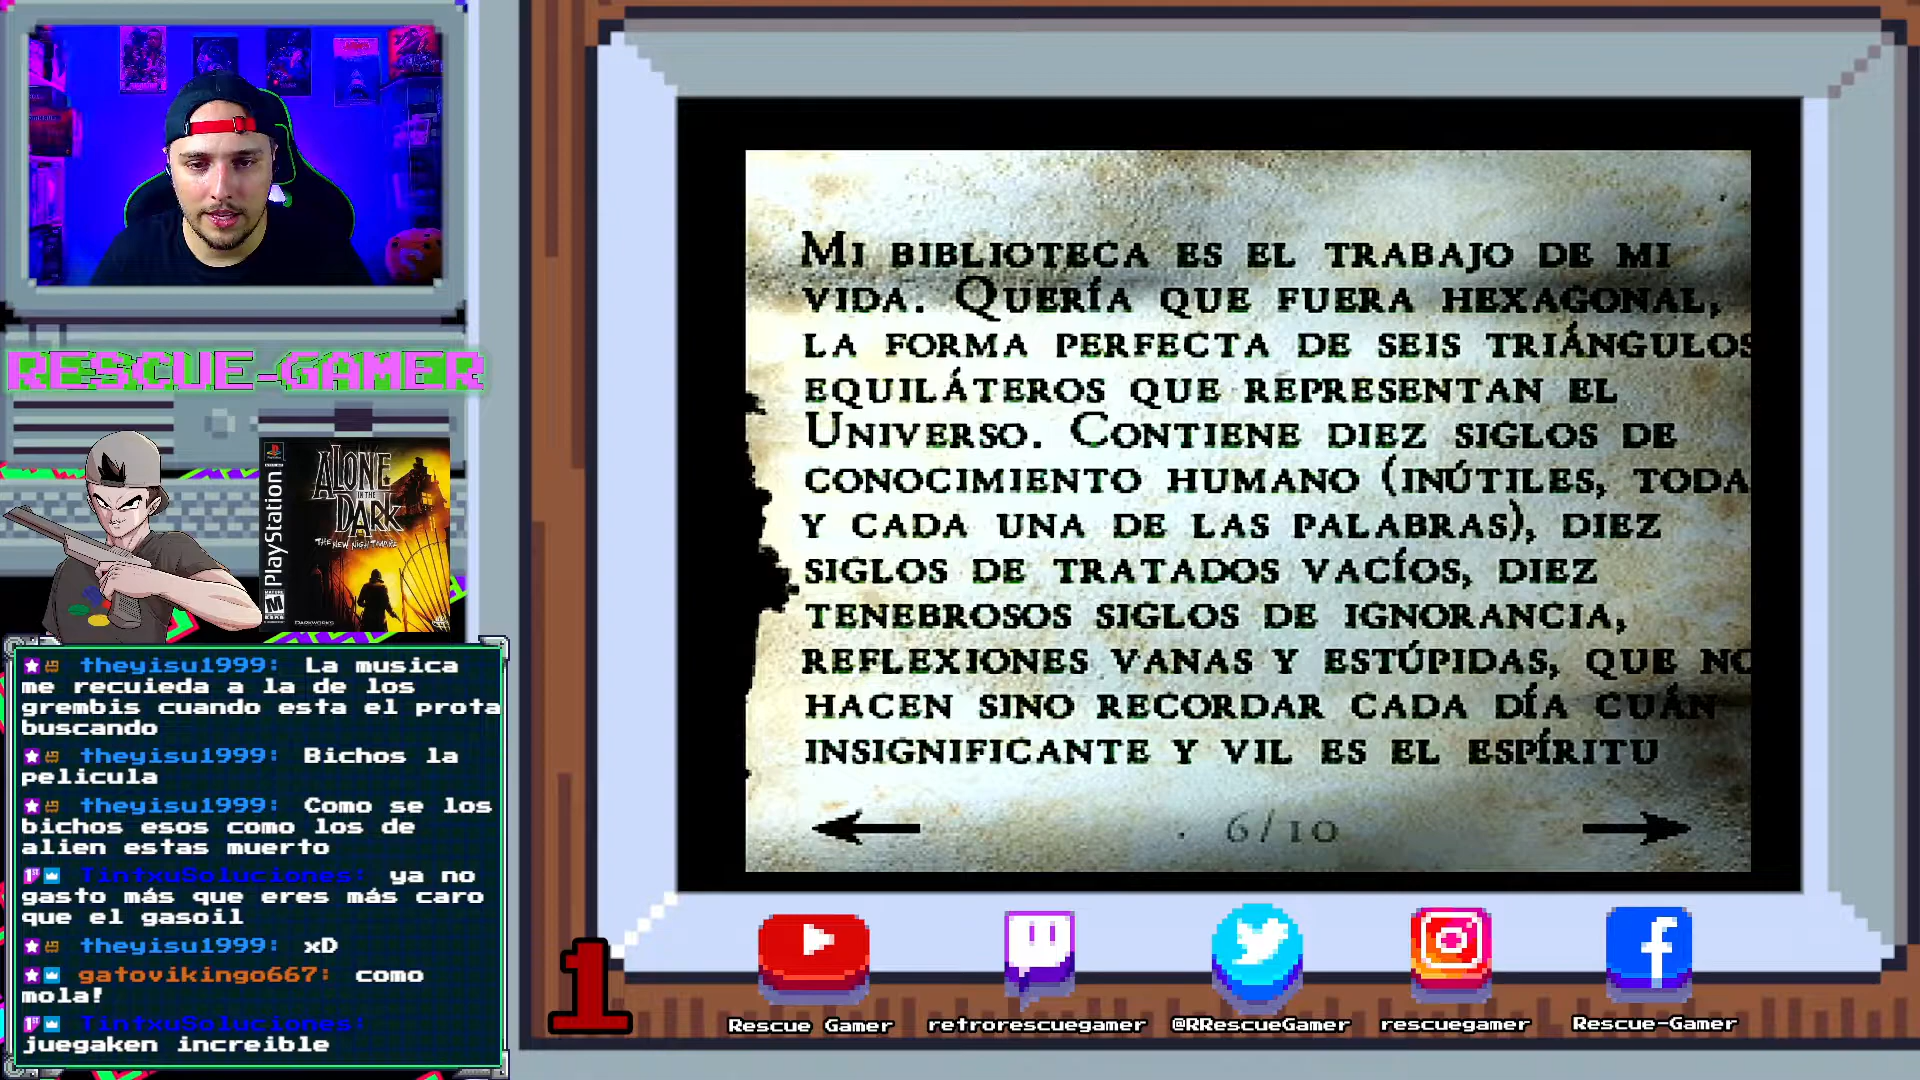 RESCUE-GAMER
PlayStation
ALONE
IN THE
DARK
THE NEW NIGHTMARE
DARKWORKS
theyisu1999: La musica
me recuieda a la de los
grembis cuando esta el prota
buscando
theyisu1999: Bichos la
pelicula
theyisu1999: Como se los
bichos esos como los de
alien estas muerto
TintxuSoluciones: ya no
gasto más que eres más caro
que el gasoil
theyisu1999: xD
gatovikingo667: como
mola!
TintxuSoluciones:
juegaken increible
Mi biblioteca es el trabajo de mi
vida. Quería que fuera hexagonal,
la forma perfecta de seis triángulos
equiláteros que representan el
Universo. Contiene diez siglos de
conocimiento humano (inútiles, toda
y cada una de las palabras), diez
siglos de tratados vacíos, diez
tenebrosos siglos de ignorancia,
reflexiones vanas y estúpidas, que no
hacen sino recordar cada día cuán
insignificante y vil es el espíritu
6/10
1
Rescue Gamer
retrorescuegamer
@RRescueGamer
rescuegamer
Rescue-Gamer